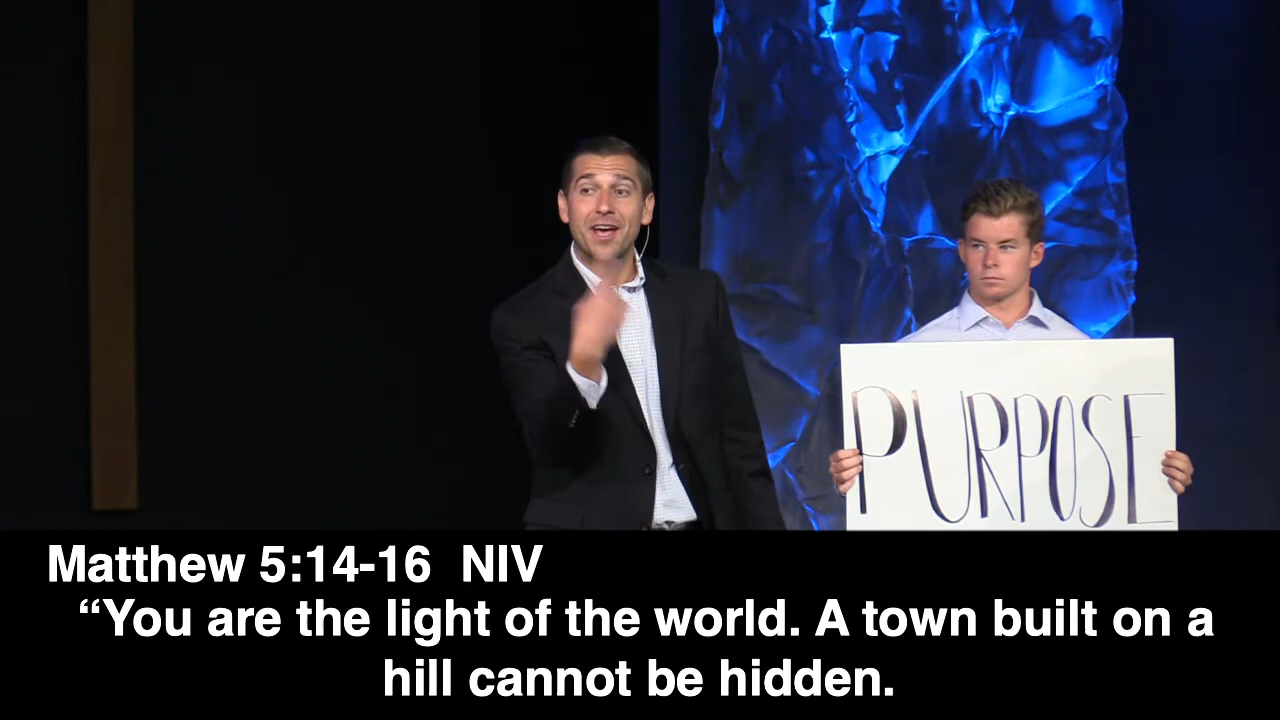 PURPOSE
Matthew 5:14-16 NIV
“You are the light of the world. A town built on a
hill cannot be hidden.